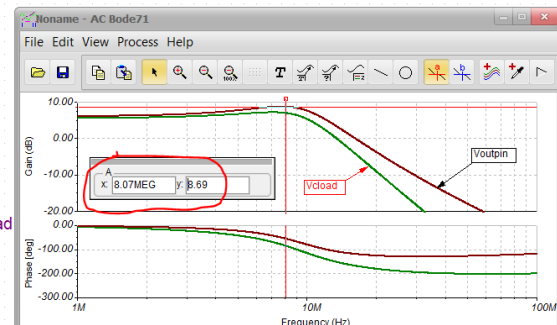 Noname - AC Bode71
File Edit View Process Help
T
a
b
100%
10.00
0.00
-10.00
-20.00
Gain (dB)
A
x: 8.07MEG y: 8.69
Vcload
Voutpin
ad
0.00
-100.00
-200.00
-300.00
Phase [deg]
1M 10M 100M
Frequency (Hz)